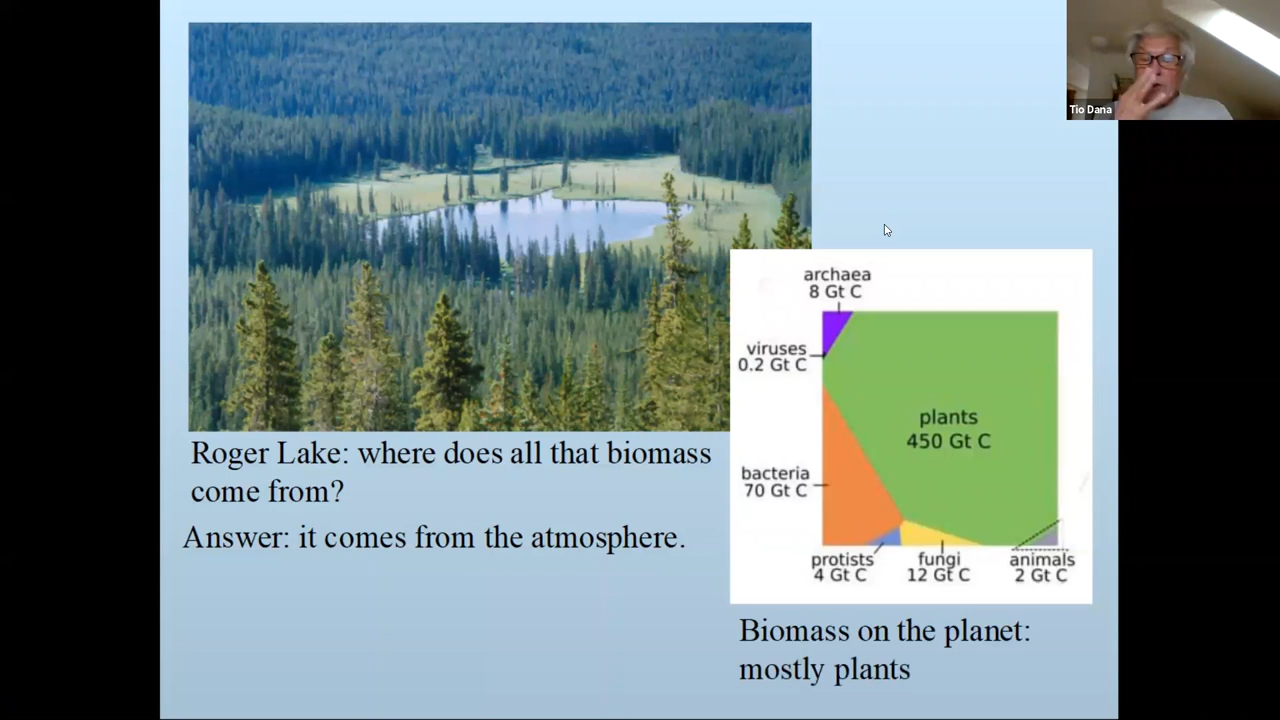 Tio Dana
archaea
8 Gt C
viruses
0.2 Gt C
plants
450 Gt C
bacteria
70 Gt C
protists
4 Gt C
fungi
12 Gt C
animals
2 Gt C
Roger Lake: where does all that biomass
come from?
Answer: it comes from the atmosphere.
Biomass on the planet:
mostly plants